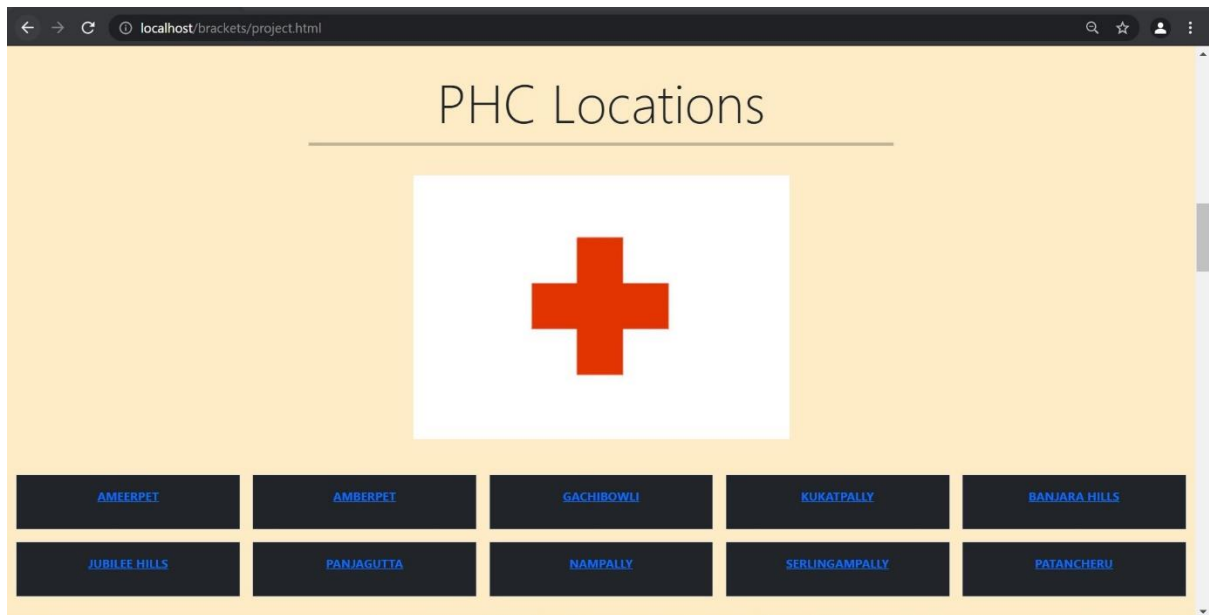 localhost/brackets/project.html
PHC Locations
AMEERPET AMBERPET GACHIBOWLI KUKATPALLY BANJARA HILLS
JUBILEE HILLS PANJAGUTTA NAMPALLY SERLINGAMPALLY PATANCHERU